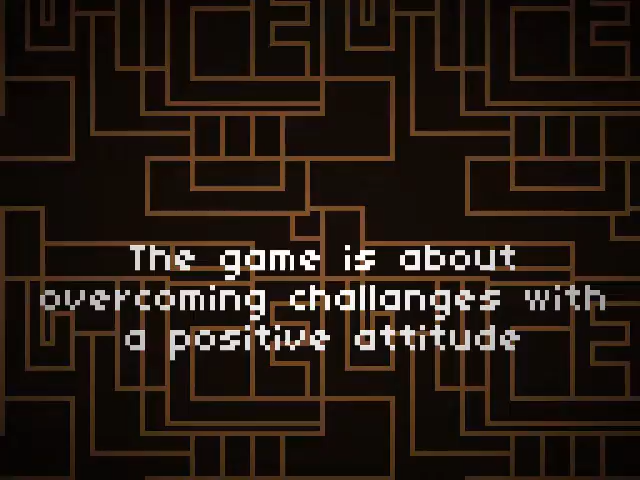 The game is about
overcoming challanges with
a positive attitude